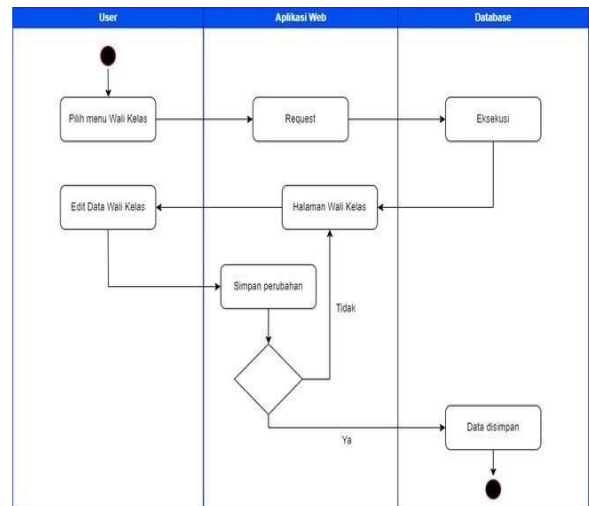 User
Aplikasi Web
Database
Pilih menu Wali Kelas
Request
Eksekusi
Edit Data Wali Kelas
Halaman Wali Kelas
Simpan perubahan
Tidak
Ya
Data disimpan